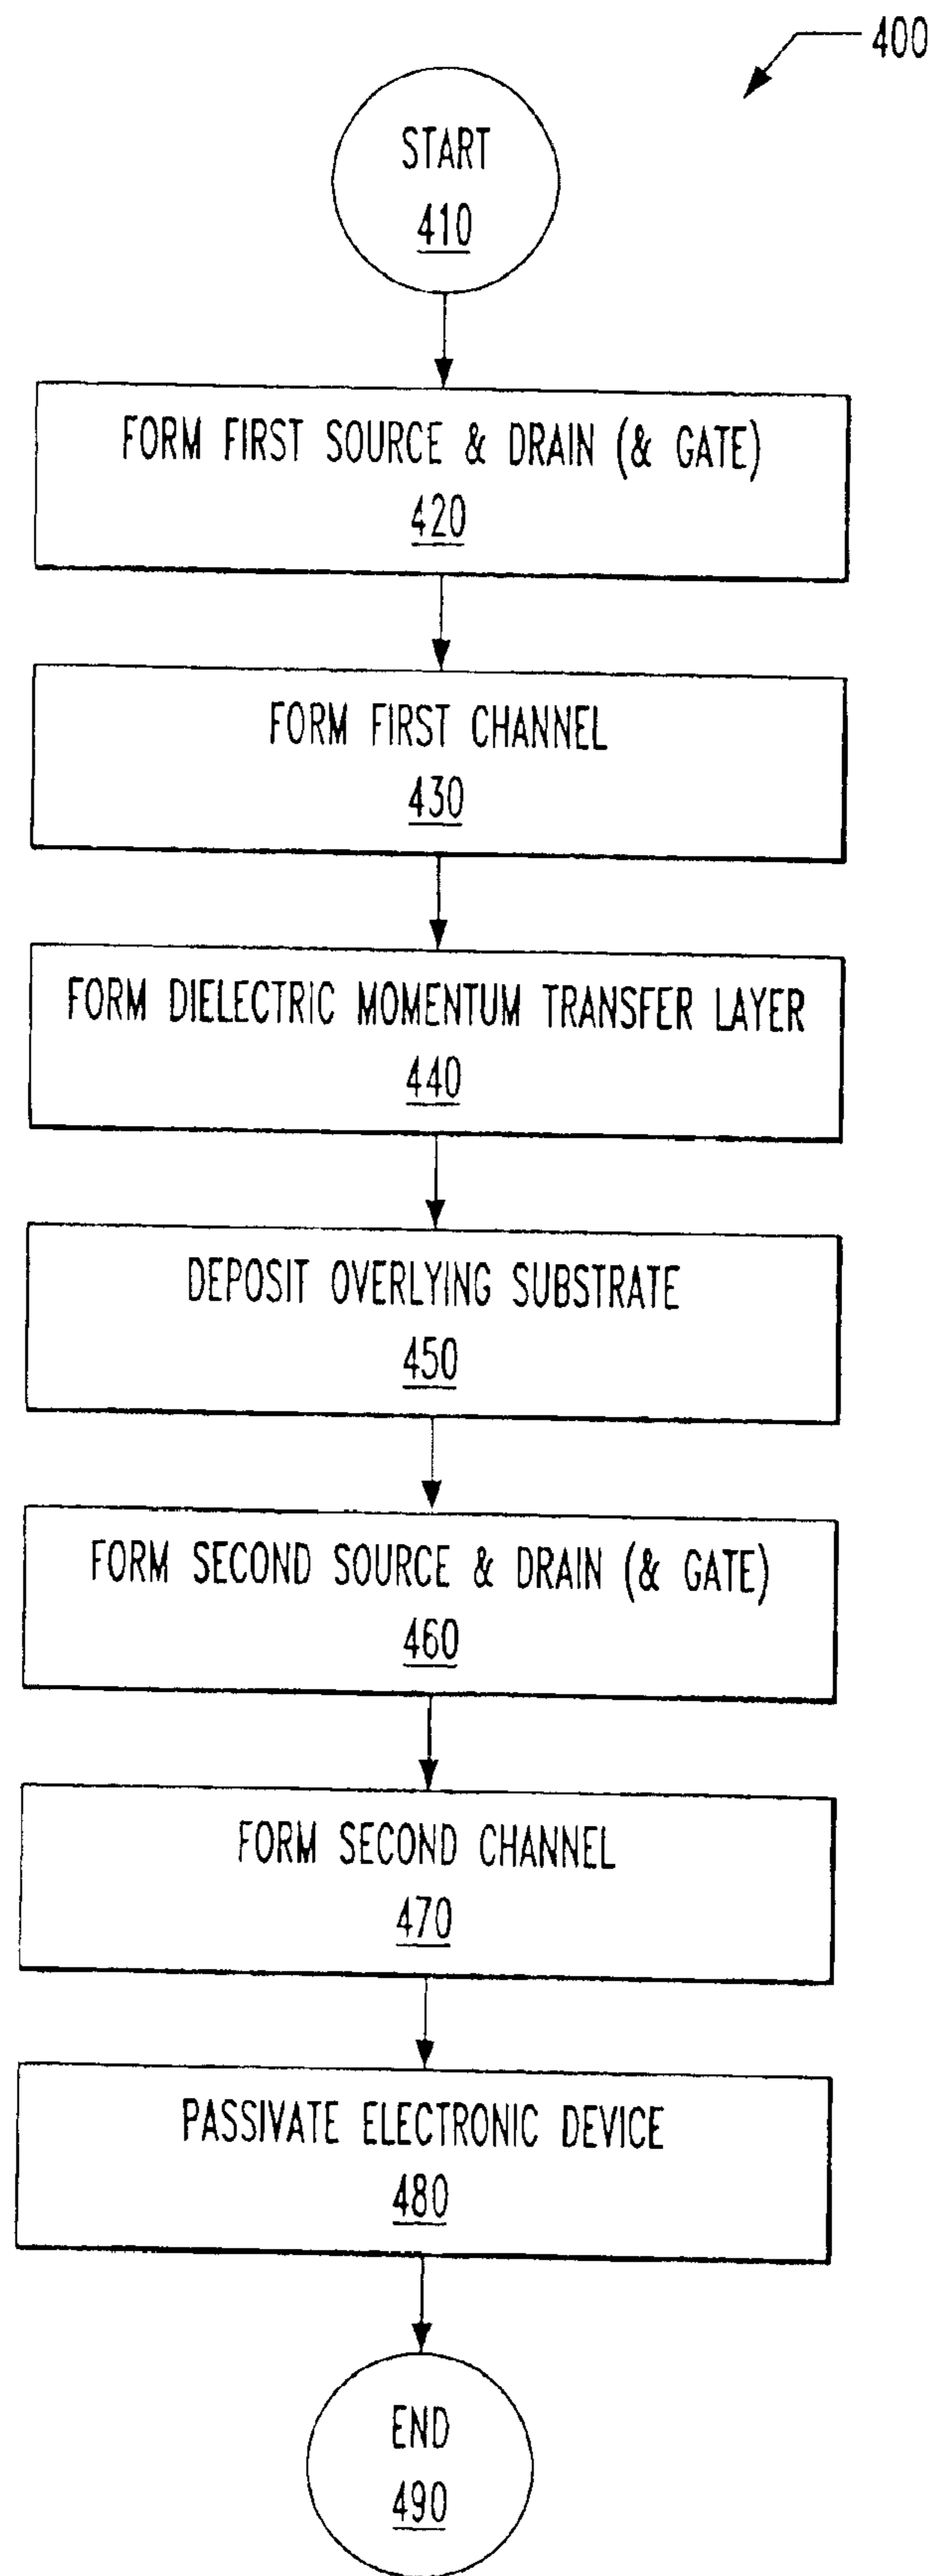 400
START
410
FORM FIRST SOURCE & DRAIN (& GATE)
420
FORM FIRST CHANNEL
430
FORM DIELECTRIC MOMENTUM TRANSFER LAYER
440
DEPOSIT OVERLYING SUBSTRATE
450
FORM SECOND SOURCE & DRAIN (& GATE)
460
FORM SECOND CHANNEL
470
PASSIVATE ELECTRONIC DEVICE
480
END
490